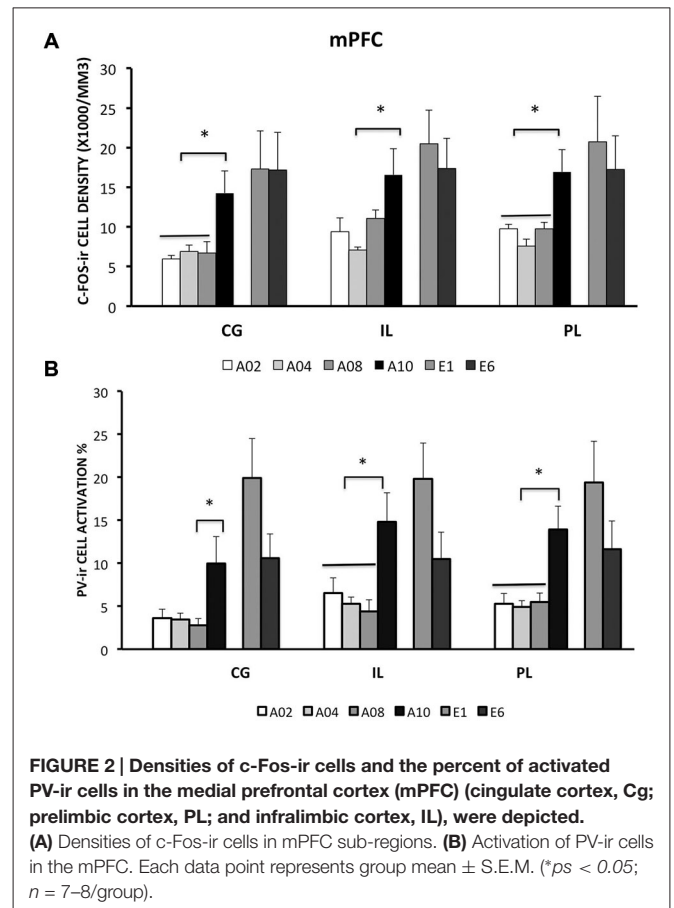 A
mPFC
C-FOS-ir CELL DENSITY (X1000/MM3)
30
25
20
15
10
5
0
*
*
*
CG
IL
PL
A02 A04 A08 A10 E1 E6
B
PV-ir CELL ACTIVATION %
30
25
20
15
10
5
0
*
*
*
CG
IL
PL
A02 A04 A08 A10 E1 E6
FIGURE 2 | Densities of c-Fos-ir cells and the percent of activated
PV-ir cells in the medial prefrontal cortex (mPFC) (cingulate cortex, Cg;
prelimbic cortex, PL; and infralimbic cortex, IL), were depicted.
(A) Densities of c-Fos-ir cells in mPFC sub-regions. (B) Activation of PV-ir cells
in the mPFC. Each data point represents group mean ± S.E.M. (*ps < 0.05;
n = 7–8/group).